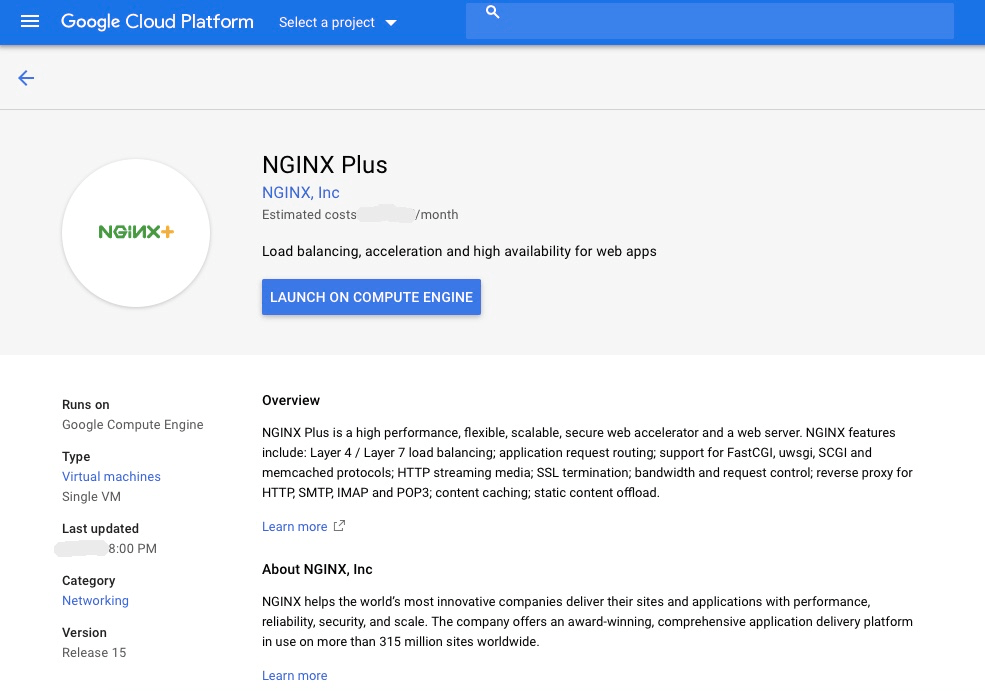 Google Cloud Platform
Select a project
NGINX+
NGINX Plus
NGINX, Inc
Estimated costs /month
Load balancing, acceleration and high availability for web apps
LAUNCH ON COMPUTE ENGINE
Runs on
Google Compute Engine
Type
Virtual machines
Single VM
Last updated
8:00 PM
Category
Networking
Version
Release 15
Overview
NGINX Plus is a high performance, flexible, scalable, secure web accelerator and a web server. NGINX features
include: Layer 4 / Layer 7 load balancing; application request routing; support for FastCGI, uwsgi, SCGI and
memcached protocols; HTTP streaming media; SSL termination; bandwidth and request control; reverse proxy for
HTTP, SMTP, IMAP and POP3; content caching; static content offload.
Learn more
About NGINX, Inc
NGINX helps the world's most innovative companies deliver their sites and applications with performance,
reliability, security, and scale. The company offers an award-winning, comprehensive application delivery platform
in use on more than 315 million sites worldwide.
Learn more